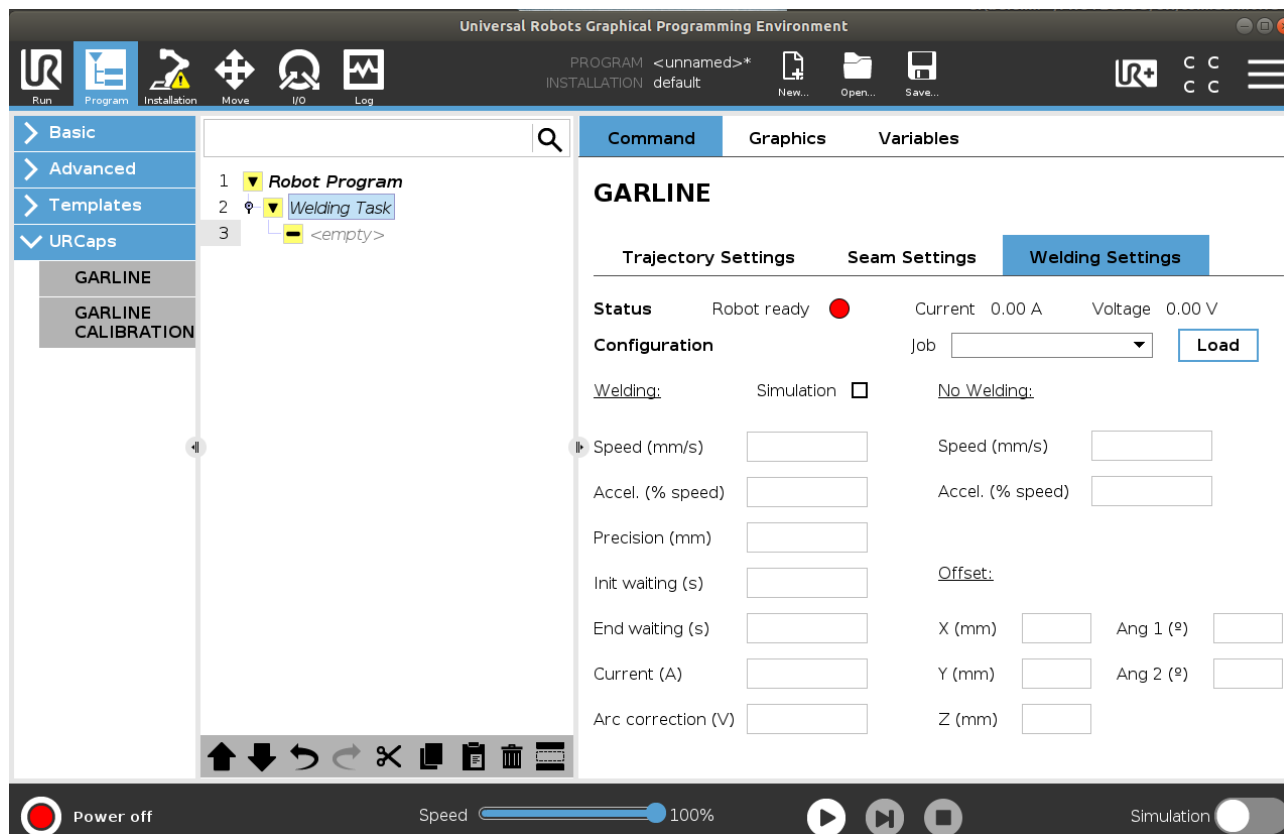 Universal Robots Graphical Programming Environment
Run
Program
Installation
Move
I/O
Log
PROGRAM <unnamed>*
INSTALLATION default
New...
Open...
Save...
UR+
C C
C C
Basic
Advanced
Templates
URCaps
GARLINE
GARLINE
CALIBRATION
1 Robot Program
2 Welding Task
3 <empty>
Command Graphics Variables
GARLINE
Trajectory Settings Seam Settings Welding Settings
Status Robot ready Current 0.00 A Voltage 0.00 V
Configuration Job Load
Welding: Simulation No Welding:
Speed (mm/s) Speed (mm/s)
Accel. (% speed) Accel. (% speed)
Precision (mm)
Init waiting (s) Offset:
End waiting (s) X (mm) Ang 1 (º)
Current (A) Y (mm) Ang 2 (º)
Arc correction (V) Z (mm)
Power off Speed 100% Simulation